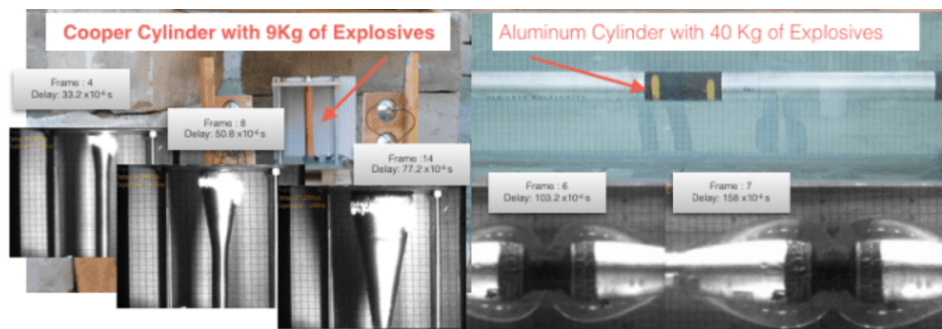 Cooper Cylinder with 9Kg of Explosives
Aluminum Cylinder with 40 Kg of Explosives
Frame : 4
Delay: 33.2 x10-6 s
Frame : 8
Delay: 50.8 x10-6 s
Frame :14
Delay: 77.2 x10-6 s
Frame : 6
Delay: 103.2 x10-6 s
Frame : 7
Delay: 158 x10-6 s